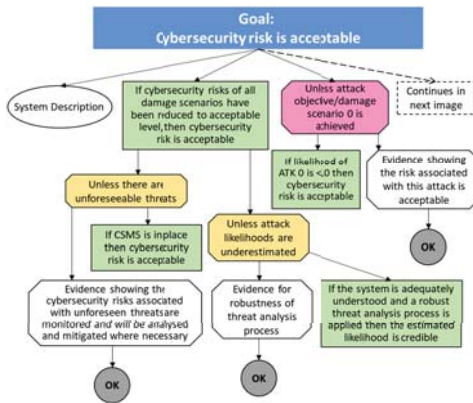 Goal:
Cybersecurity risk is acceptable
System Description
If cybersecurity risks of all
damage scenarios have
been reduced to acceptable
level, then cybersecurity
risk is acceptable
Unless attack
objective/damage
scenario 0 is
achieved
Continues in
next image
If likelihood of
ATK 0 is <.0 then
cybersecurity
risk is acceptable
Evidence showing
the risk associated
with this attack is
acceptable
OK
Unless there are
unforeseeable threats
If CSMS is inplace
then cybersecurity
risk is acceptable
Unless attack
likelihoods are
underestimated
Evidence showing the
cybersecurity risks associated
with unforeseen threats are
monitored and will be analysed
and mitigated where necessary
Evidence for
robustness of
threat analysis
process
If the system is adequately
understood and a robust
threat analysis process is
applied then the estimated
likelihood is credible
OK
OK